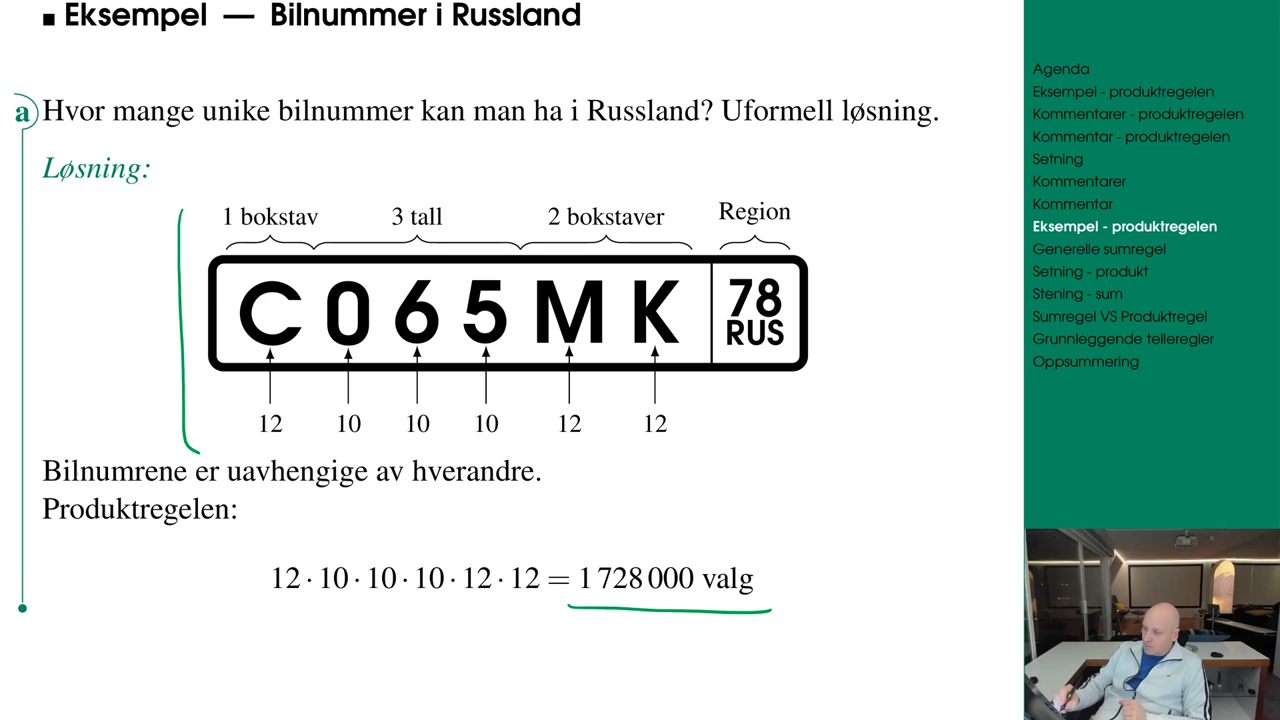 Eksempel — Bilnummer i Russland
a Hvor mange unike bilnummer kan man ha i Russland? Uformell løsning.
Løsning:
1 bokstav 3 tall 2 bokstaver Region
C 0 6 5 M K 78
RUS
12 10 10 10 12 12
Bilnumrene er uavhengige av hverandre.
Produktregelen:
12 · 10 · 10 · 10 · 12 · 12 = 1 728 000 valg
Agenda
Eksempel - produktregelen
Kommentarer - produktregelen
Kommentar - produktregelen
Setning
Kommentarer
Kommentar
Eksempel - produktregelen
Generelle sumregel
Setning - produkt
Stening - sum
Sumregel VS Produktregel
Grunnleggende telleregler
Oppsummering